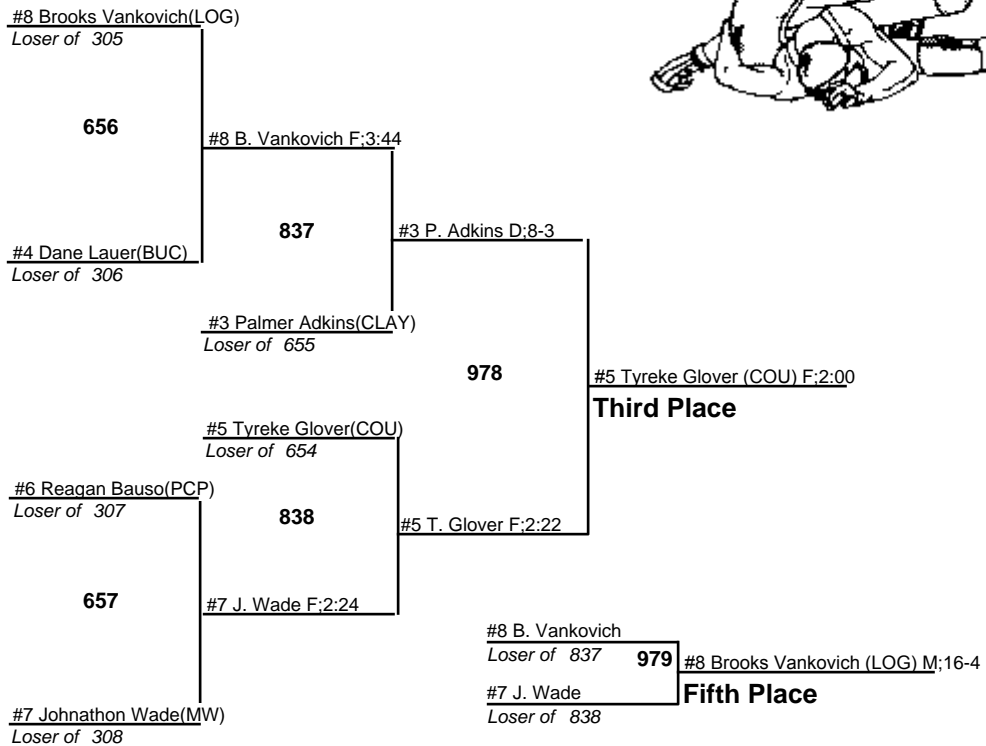 #8 Brooks Vankovich(LOG)
Loser of 305
656
#8 B. Vankovich F;3:44
837
#3 P. Adkins D;8-3
#4 Dane Lauer(BUC)
Loser of 306
#3 Palmer Adkins(CLAY)
Loser of 655
978
#5 Tyreke Glover (COU) F;2:00
Third Place
#5 Tyreke Glover(COU)
Loser of 654
#6 Reagan Bauso(PCP)
Loser of 307
838
#5 T. Glover F;2:22
657
#7 J. Wade F;2:24
#7 Johnathon Wade(MW)
Loser of 308
#8 B. Vankovich
Loser of 837
979
#8 Brooks Vankovich (LOG) M;16-4
Fifth Place
#7 J. Wade
Loser of 838